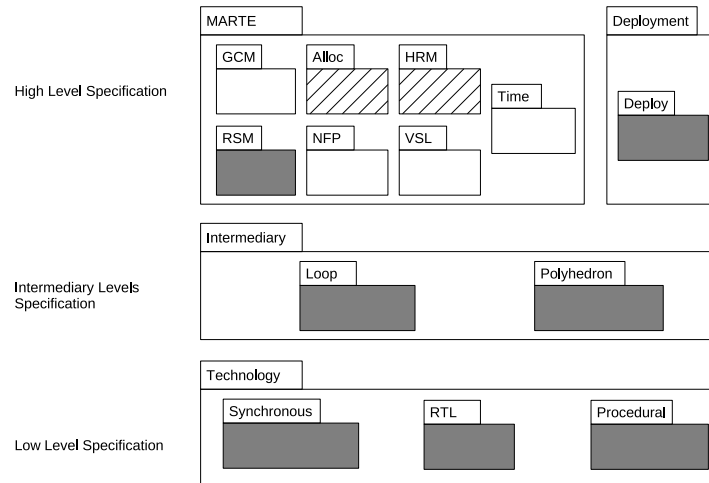 MARTE
Deployment
GCM
Alloc
HRM
Time
High Level Specification
Deploy
RSM
NFP
VSL
Intermediary
Loop
Polyhedron
Intermediary Levels
Specification
Technology
Synchronous
RTL
Procedural
Low Level Specification